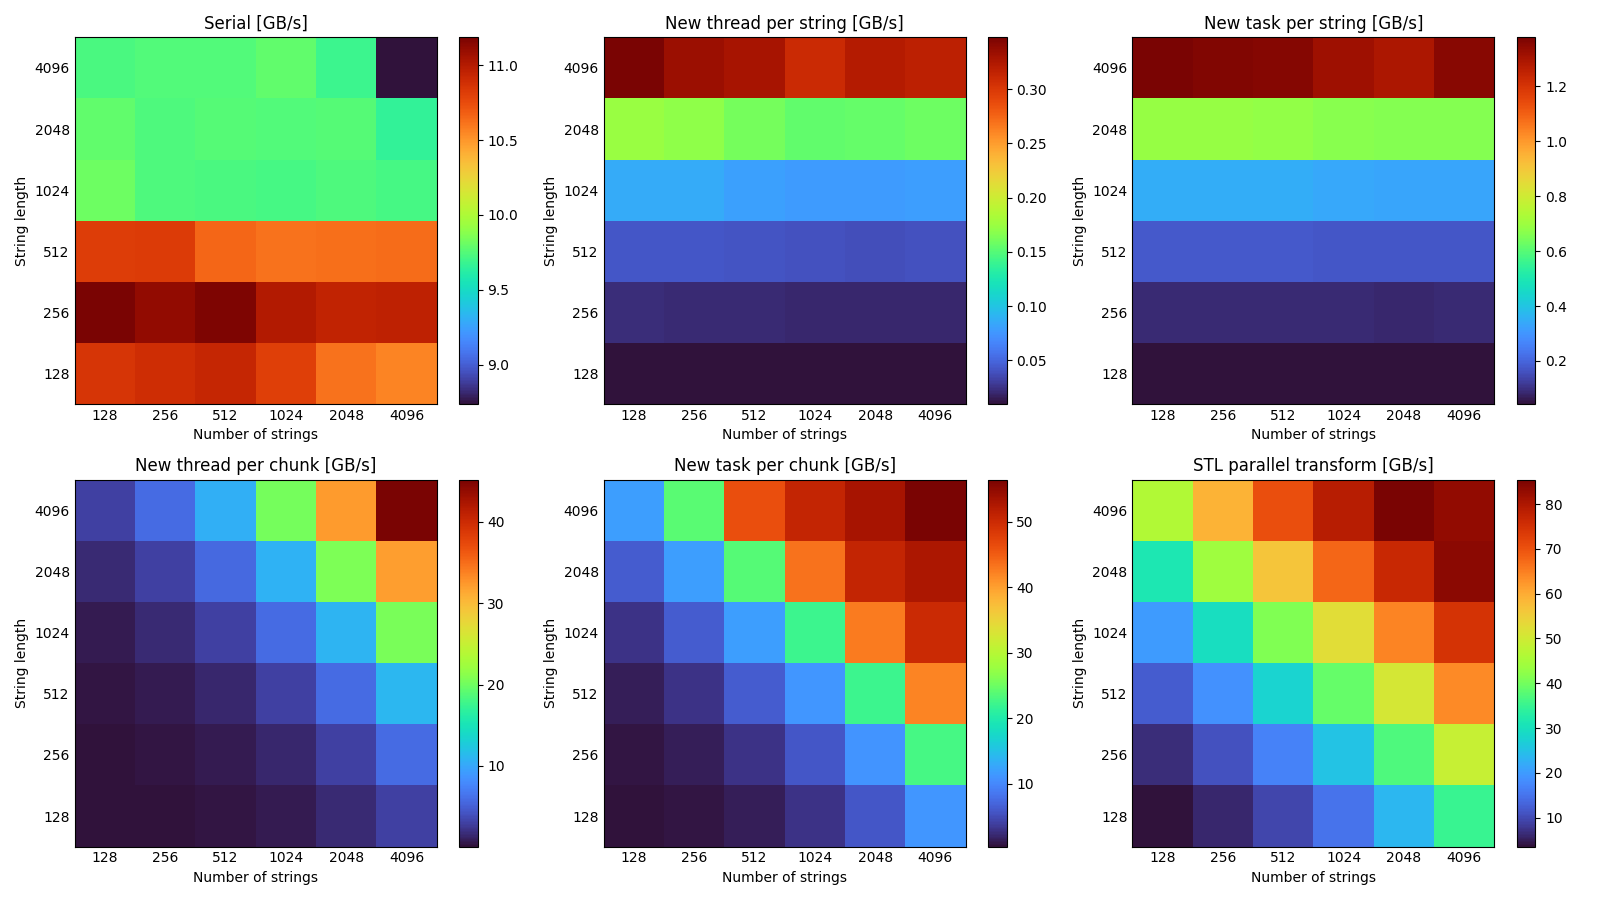 Serial [GB/s]
4096
2048
1024
512
256
128
String length
128 256 512 1024 2048 4096
Number of strings
11.0
10.5
10.0
9.5
9.0
New thread per string [GB/s]
4096
2048
1024
512
256
128
String length
128 256 512 1024 2048 4096
Number of strings
0.30
0.25
0.20
0.15
0.10
0.05
New task per string [GB/s]
4096
2048
1024
512
256
128
String length
128 256 512 1024 2048 4096
Number of strings
1.2
1.0
0.8
0.6
0.4
0.2
New thread per chunk [GB/s]
4096
2048
1024
512
256
128
String length
128 256 512 1024 2048 4096
Number of strings
40
30
20
10
New task per chunk [GB/s]
4096
2048
1024
512
256
128
String length
128 256 512 1024 2048 4096
Number of strings
50
40
30
20
10
STL parallel transform [GB/s]
4096
2048
1024
512
256
128
String length
128 256 512 1024 2048 4096
Number of strings
80
70
60
50
40
30
20
10